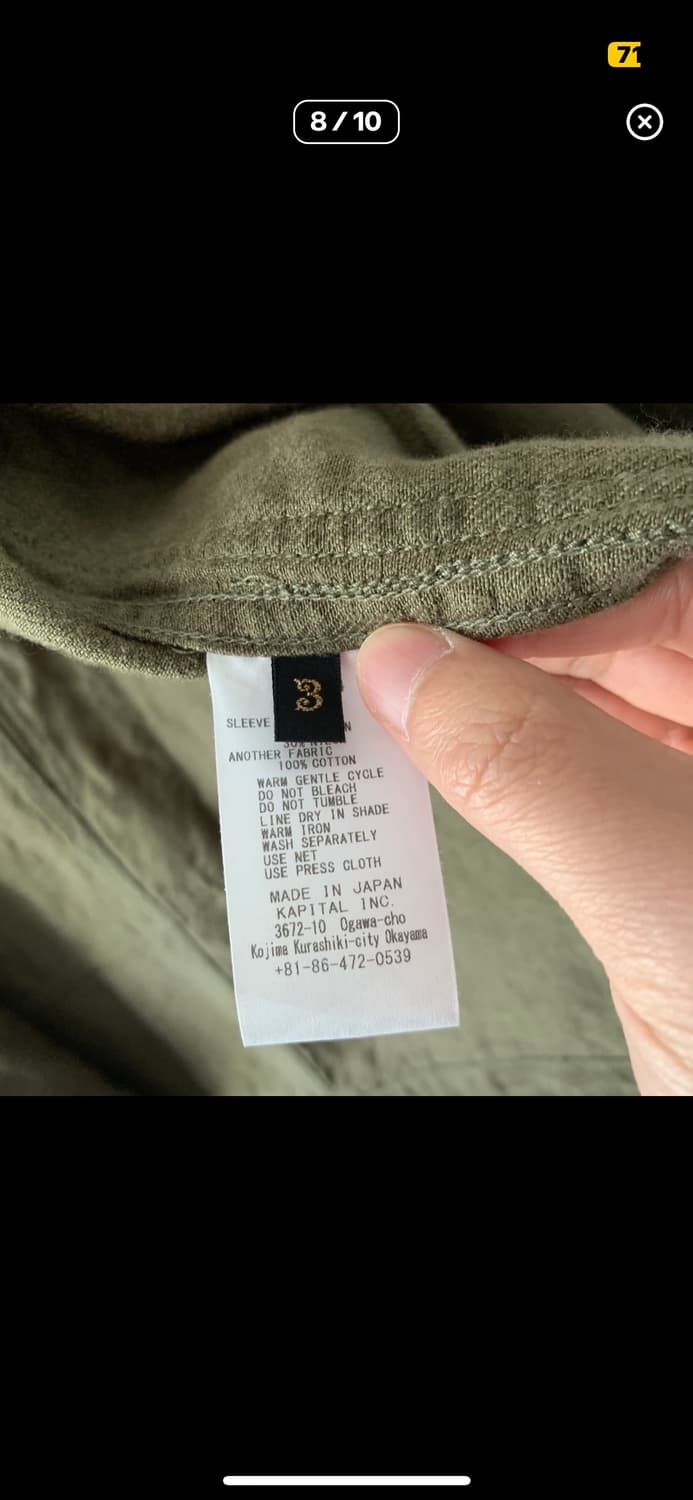 71
8 / 10
3
SLEEVE
ANOTHER FABRIC
100% COTTON
WARM GENTLE CYCLE
DO NOT BLEACH
DO NOT TUMBLE
LINE DRY IN SHADE
WARM IRON
WASH SEPARATELY
USE NET
USE PRESS CLOTH
MADE IN JAPAN
KAPITAL INC.
3672-10 Ogawa-cho
Kojima Kurashiki-city Okayama
+81-86-472-0539